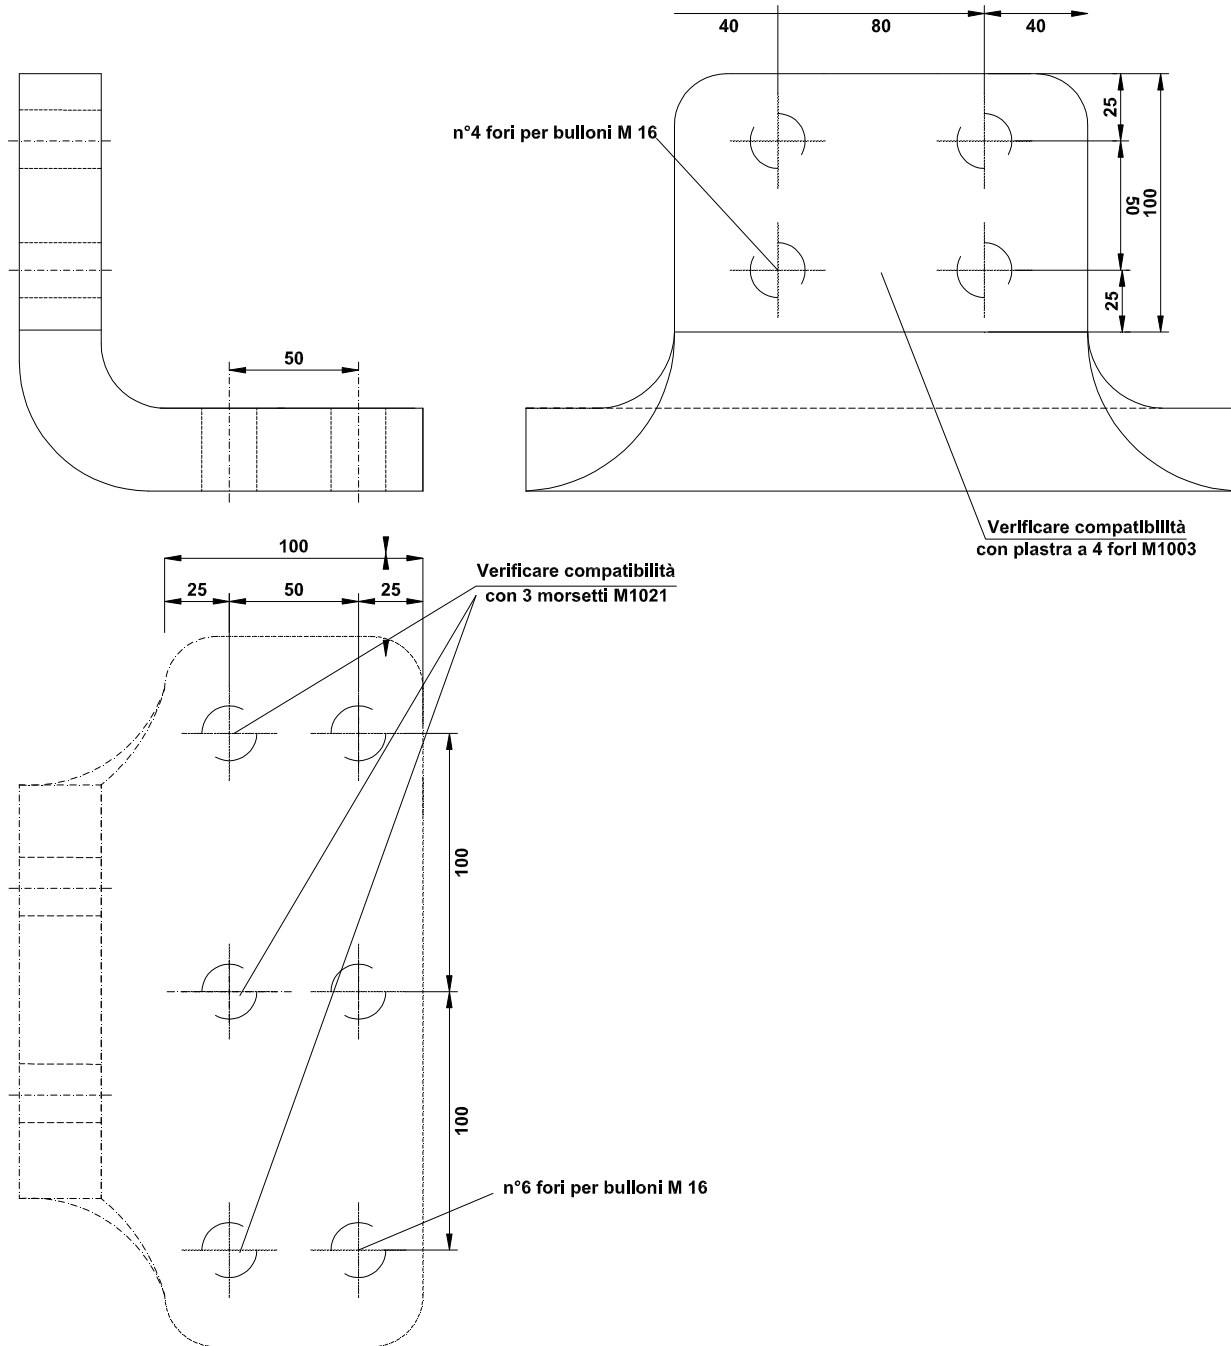 40
80
40
n°4 fori per bulloni M 16
25
50
100
25
50
Verificare compatibilità
con piastra a 4 fori M1003
100
25
50
25
Verificare compatibilità
con 3 morsetti M1021
100
100
n°6 fori per bulloni M 16